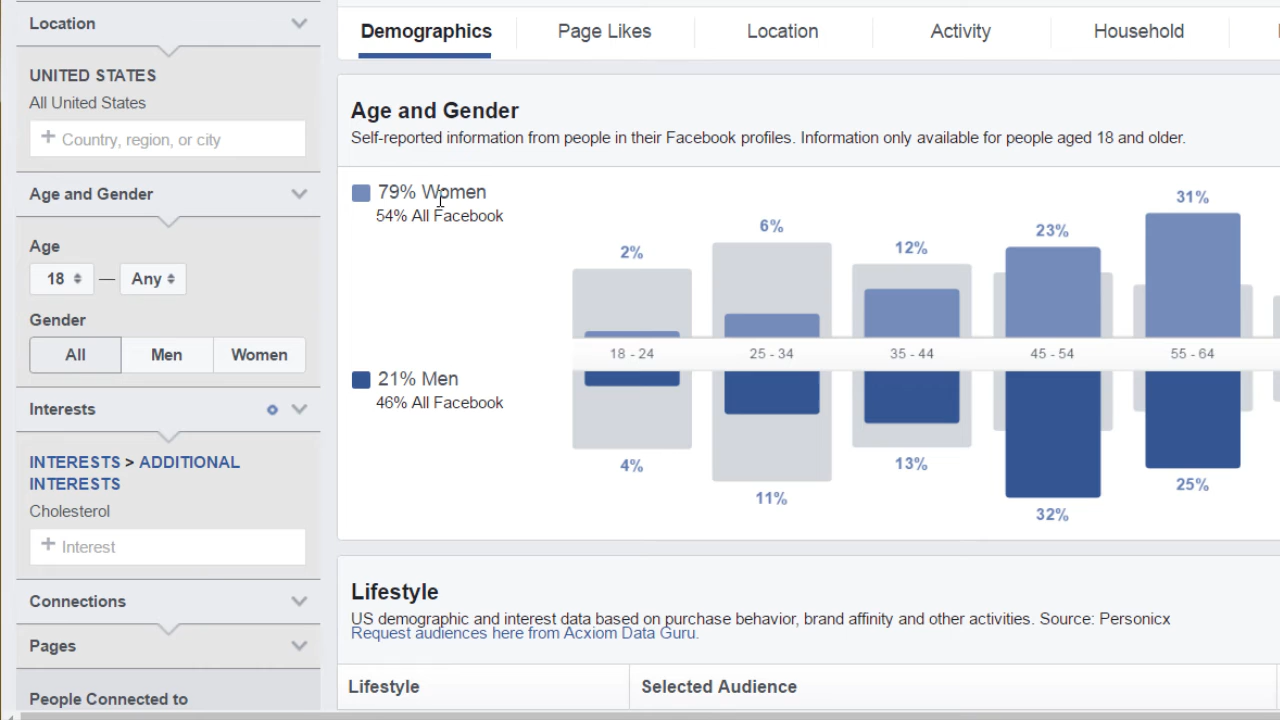 Location
UNITED STATES
All United States
+ Country, region, or city
Age and Gender
Age
18 — Any
Gender
All Men Women
Interests
INTERESTS > ADDITIONAL
INTERESTS
Cholesterol
+ Interest
Connections
Pages
People Connected to
Demographics Page Likes Location Activity Household
Age and Gender
Self-reported information from people in their Facebook profiles. Information only available for people aged 18 and older.
79% Women
54% All Facebook
2% 6% 12% 23% 31%
18 - 24 25 - 34 35 - 44 45 - 54 55 - 64
21% Men
46% All Facebook
4% 11% 13% 32% 25%
Lifestyle
US demographic and interest data based on purchase behavior, brand affinity and other activities. Source: Personicx
Request audiences here from Acxiom Data Guru.
Lifestyle Selected Audience